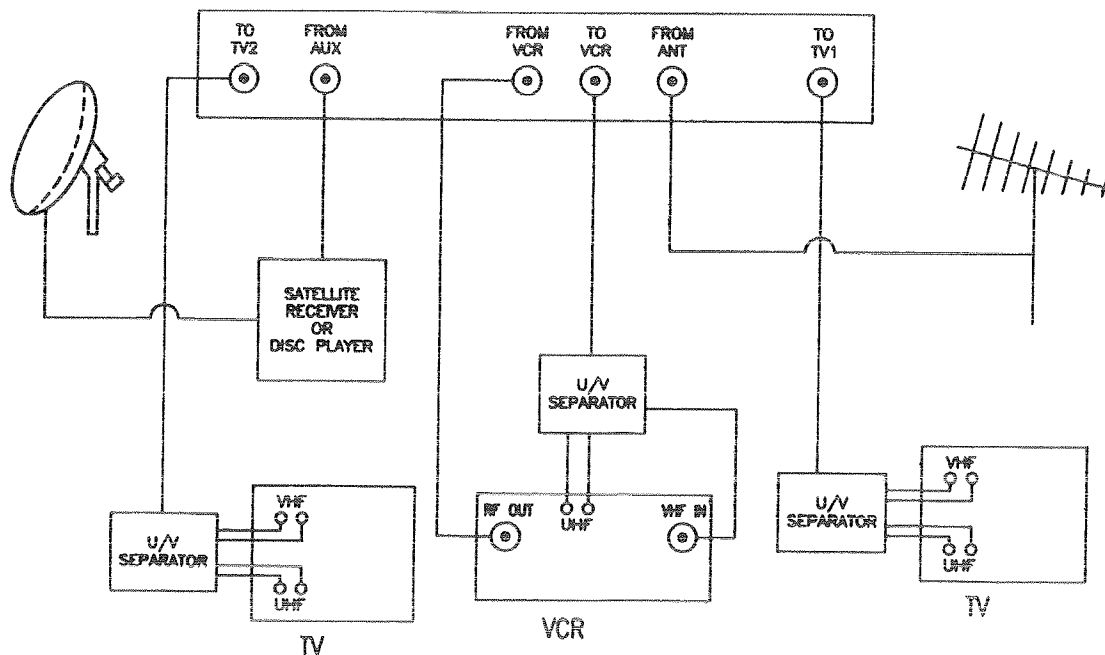 TO
TV2
FROM
AUX
FROM
VCR
TO
VCR
FROM
ANT
TO
TV1
SATELLITE
RECEIVER
OR
DISC PLAYER
U/V
SEPARATOR
VHF
UHF
U/V
SEPARATOR
RF OUT
UHF
VHF IN
VHF
U/V
SEPARATOR
UHF
U/V
SEPARATOR
TV
VCR
TV